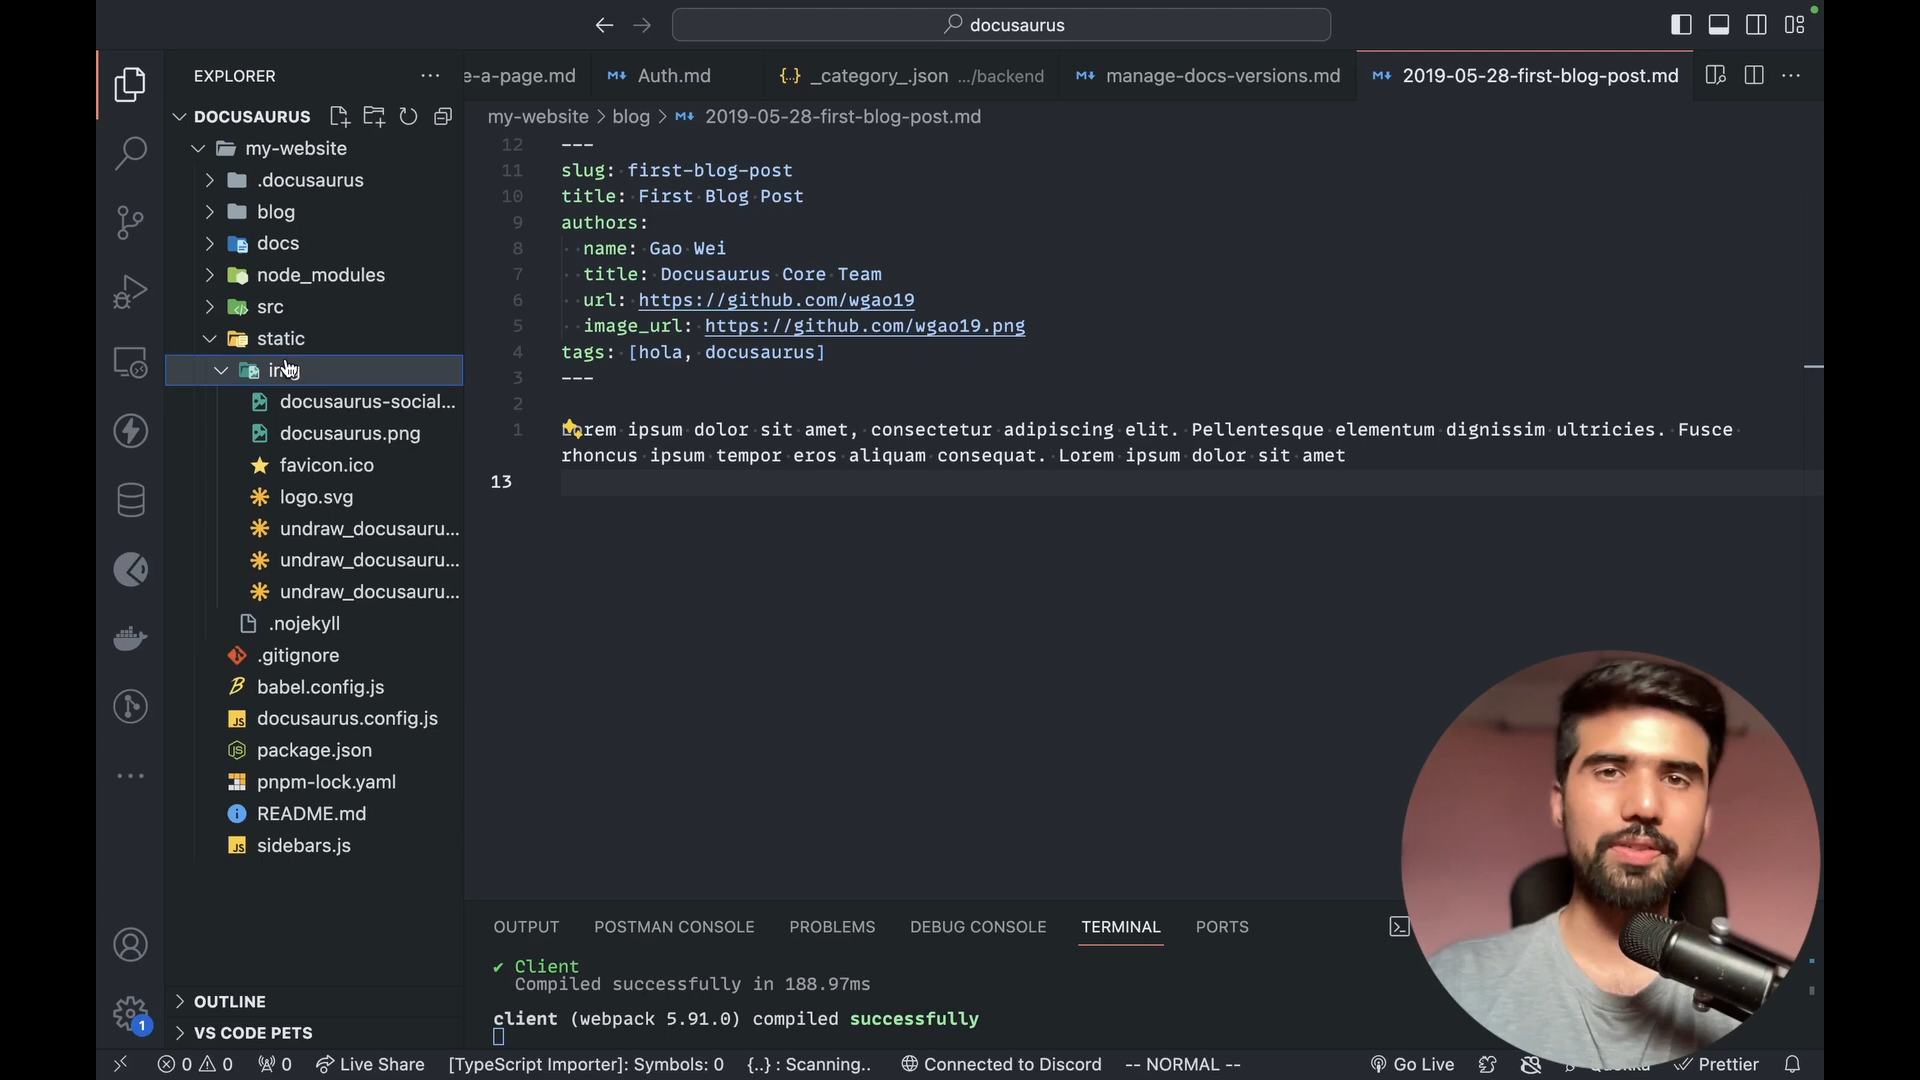 docusaurus
EXPLORER
e-a-page.md
Auth.md
_category_.json .../backend
manage-docs-versions.md
2019-05-28-first-blog-post.md
DOCUSAURUS
my-website
.docusaurus
blog
docs
node_modules
src
static
docusaurus-social...
docusaurus.png
favicon.ico
logo.svg
undraw_docusauru...
undraw_docusauru...
undraw_docusauru...
.nojekyll
.gitignore
babel.config.js
docusaurus.config.js
package.json
pnpm-lock.yaml
README.md
sidebars.js
OUTLINE
VS CODE PETS
my-website > blog > 2019-05-28-first-blog-post.md
12 ---
11 slug: first-blog-post
10 title: First Blog Post
9 authors:
8 name: Gao Wei
7 title: Docusaurus Core Team
6 url: https://github.com/wgao19
5 image_url: https://github.com/wgao19.png
4 tags: [hola, docusaurus]
3 ---
2
1 Lorem ipsum dolor sit amet, consectetur adipiscing elit. Pellentesque elementum dignissim ultricies. Fusce
rhoncus ipsum tempor eros aliquam consequat. Lorem ipsum dolor sit amet
13
OUTPUT POSTMAN CONSOLE PROBLEMS DEBUG CONSOLE TERMINAL PORTS
✔ Client
Compiled successfully in 188.97ms
client (webpack 5.91.0) compiled successfully
1
0 0 0 Live Share [TypeScript Importer]: Symbols: 0 {..} : Scanning.. Connected to Discord -- NORMAL -- Go Live Prettier